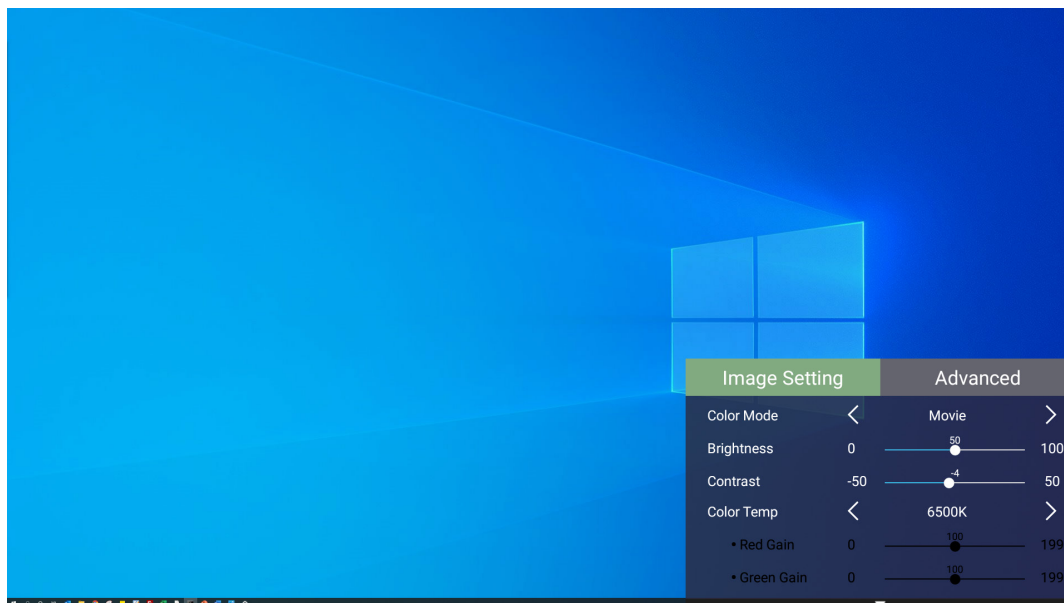 Image Setting Advanced
Color Mode Movie
50
Brightness 0 100
-4
Contrast -50 50
Color Temp 6500K
100
• Red Gain 0 199
100
• Green Gain 0 199